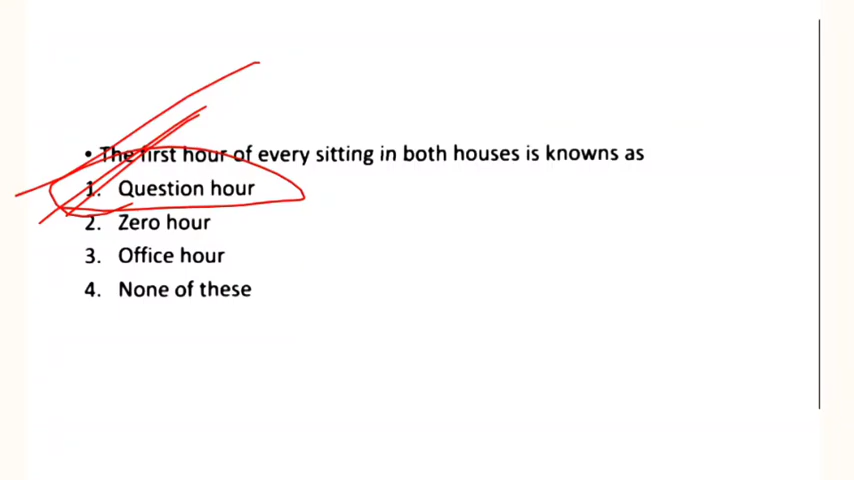 • The first hour of every sitting in both houses is knowns as
1. Question hour
2. Zero hour
3. Office hour
4. None of these